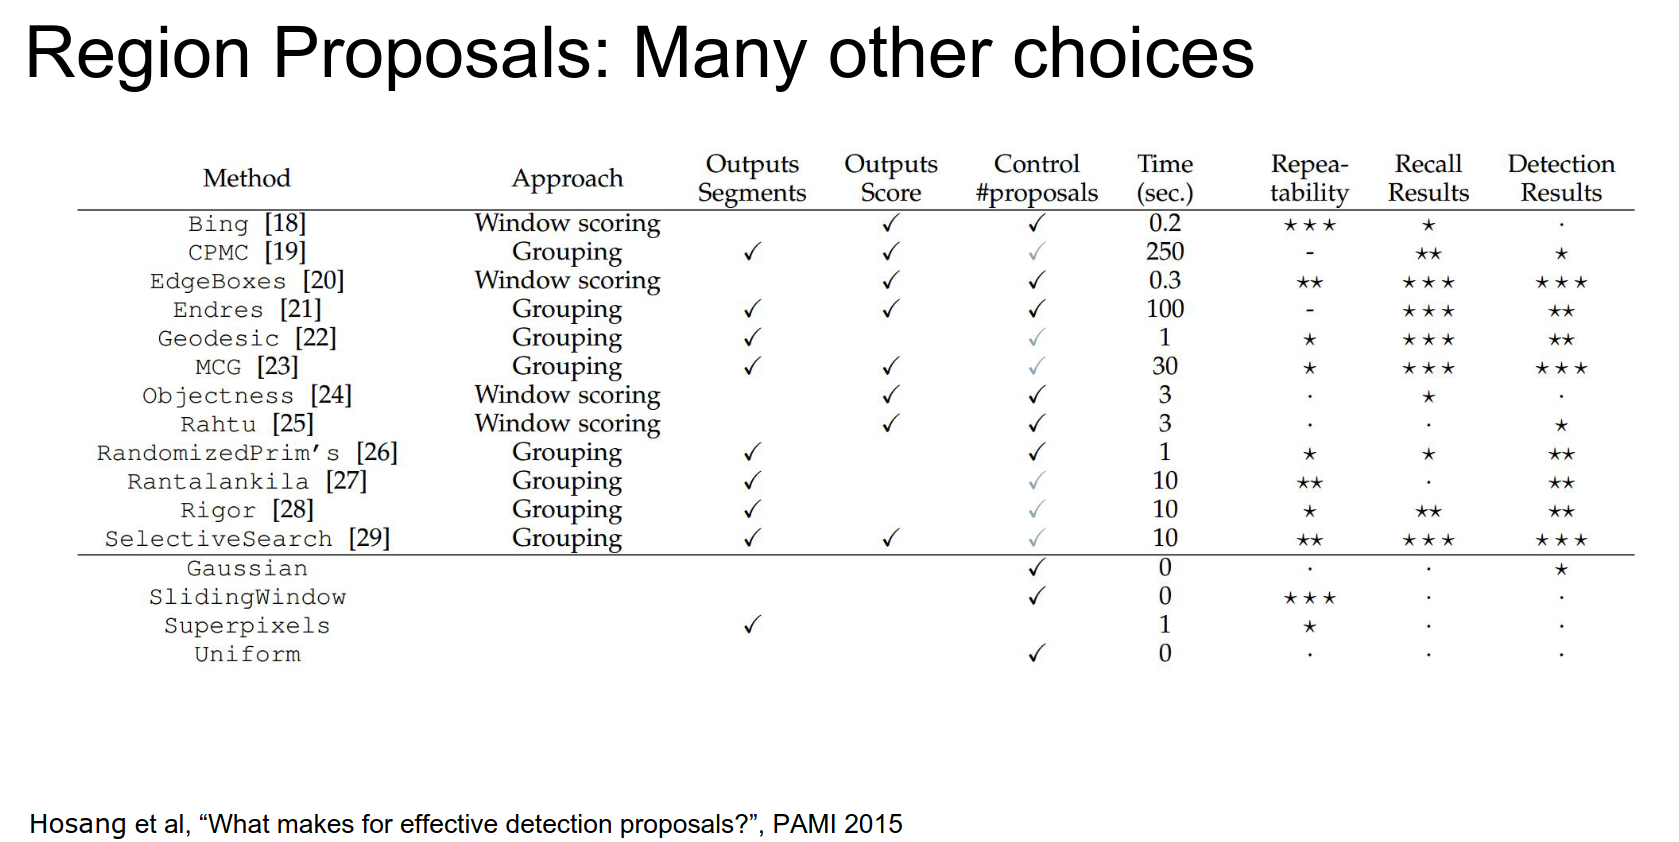 Region Proposals: Many other choices
Method Approach Outputs Segments Outputs Score Control #proposals Time (sec.) Repea-tability Recall Results Detection Results
Bing [18] Window scoring ✓ ✓ 0.2 ⋆⋆⋆ ⋆ ·
CPMC [19] Grouping ✓ ✓ ✓ 250 - ⋆⋆ ⋆
EdgeBoxes [20] Window scoring ✓ ✓ 0.3 ⋆⋆ ⋆⋆⋆ ⋆⋆⋆
Endres [21] Grouping ✓ ✓ ✓ 100 - ⋆⋆⋆ ⋆⋆
Geodesic [22] Grouping ✓ ✓ 1 ⋆ ⋆⋆⋆ ⋆⋆
MCG [23] Grouping ✓ ✓ ✓ 30 ⋆ ⋆⋆⋆ ⋆⋆⋆
Objectness [24] Window scoring ✓ ✓ 3 · ⋆ ·
Rahtu [25] Window scoring ✓ ✓ 3 · · ⋆
RandomizedPrim's [26] Grouping ✓ ✓ 1 ⋆ ⋆ ⋆⋆
Rantalankila [27] Grouping ✓ ✓ 10 ⋆⋆ · ⋆⋆
Rigor [28] Grouping ✓ ✓ 10 ⋆ ⋆⋆ ⋆⋆
SelectiveSearch [29] Grouping ✓ ✓ ✓ 10 ⋆⋆ ⋆⋆⋆ ⋆⋆⋆
Gaussian ✓ 0 · · ⋆
SlidingWindow ✓ 0 ⋆⋆⋆ · ·
Superpixels ✓ 1 ⋆ · ·
Uniform ✓ 0 · · ·
Hosang et al, “What makes for effective detection proposals?”, PAMI 2015